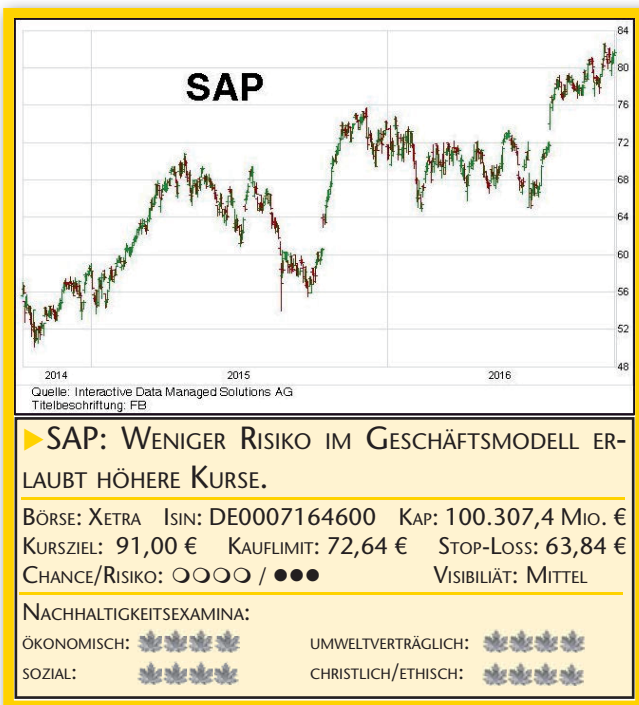 84
SAP
80
76
72
68
64
60
56
52
48
2014 2015 2016
Quelle: Interactive Data Managed Solutions AG
Titelbeschriftung: FB
►SAP: Weniger Risiko im Geschäftsmodell er-
laubt höhere Kurse.
Börse: Xetra Isin: DE0007164600 Kap: 100.307,4 Mio. €
Kursziel: 91,00 € Kauflimit: 72,64 € Stop-Loss: 63,84 €
Chance/Risiko: ❍❍❍❍ / ●●● Visibiliät: Mittel
Nachhaltigkeitsexamina:
ökonomisch: umweltverträglich:
sozial: christlich/ethisch: